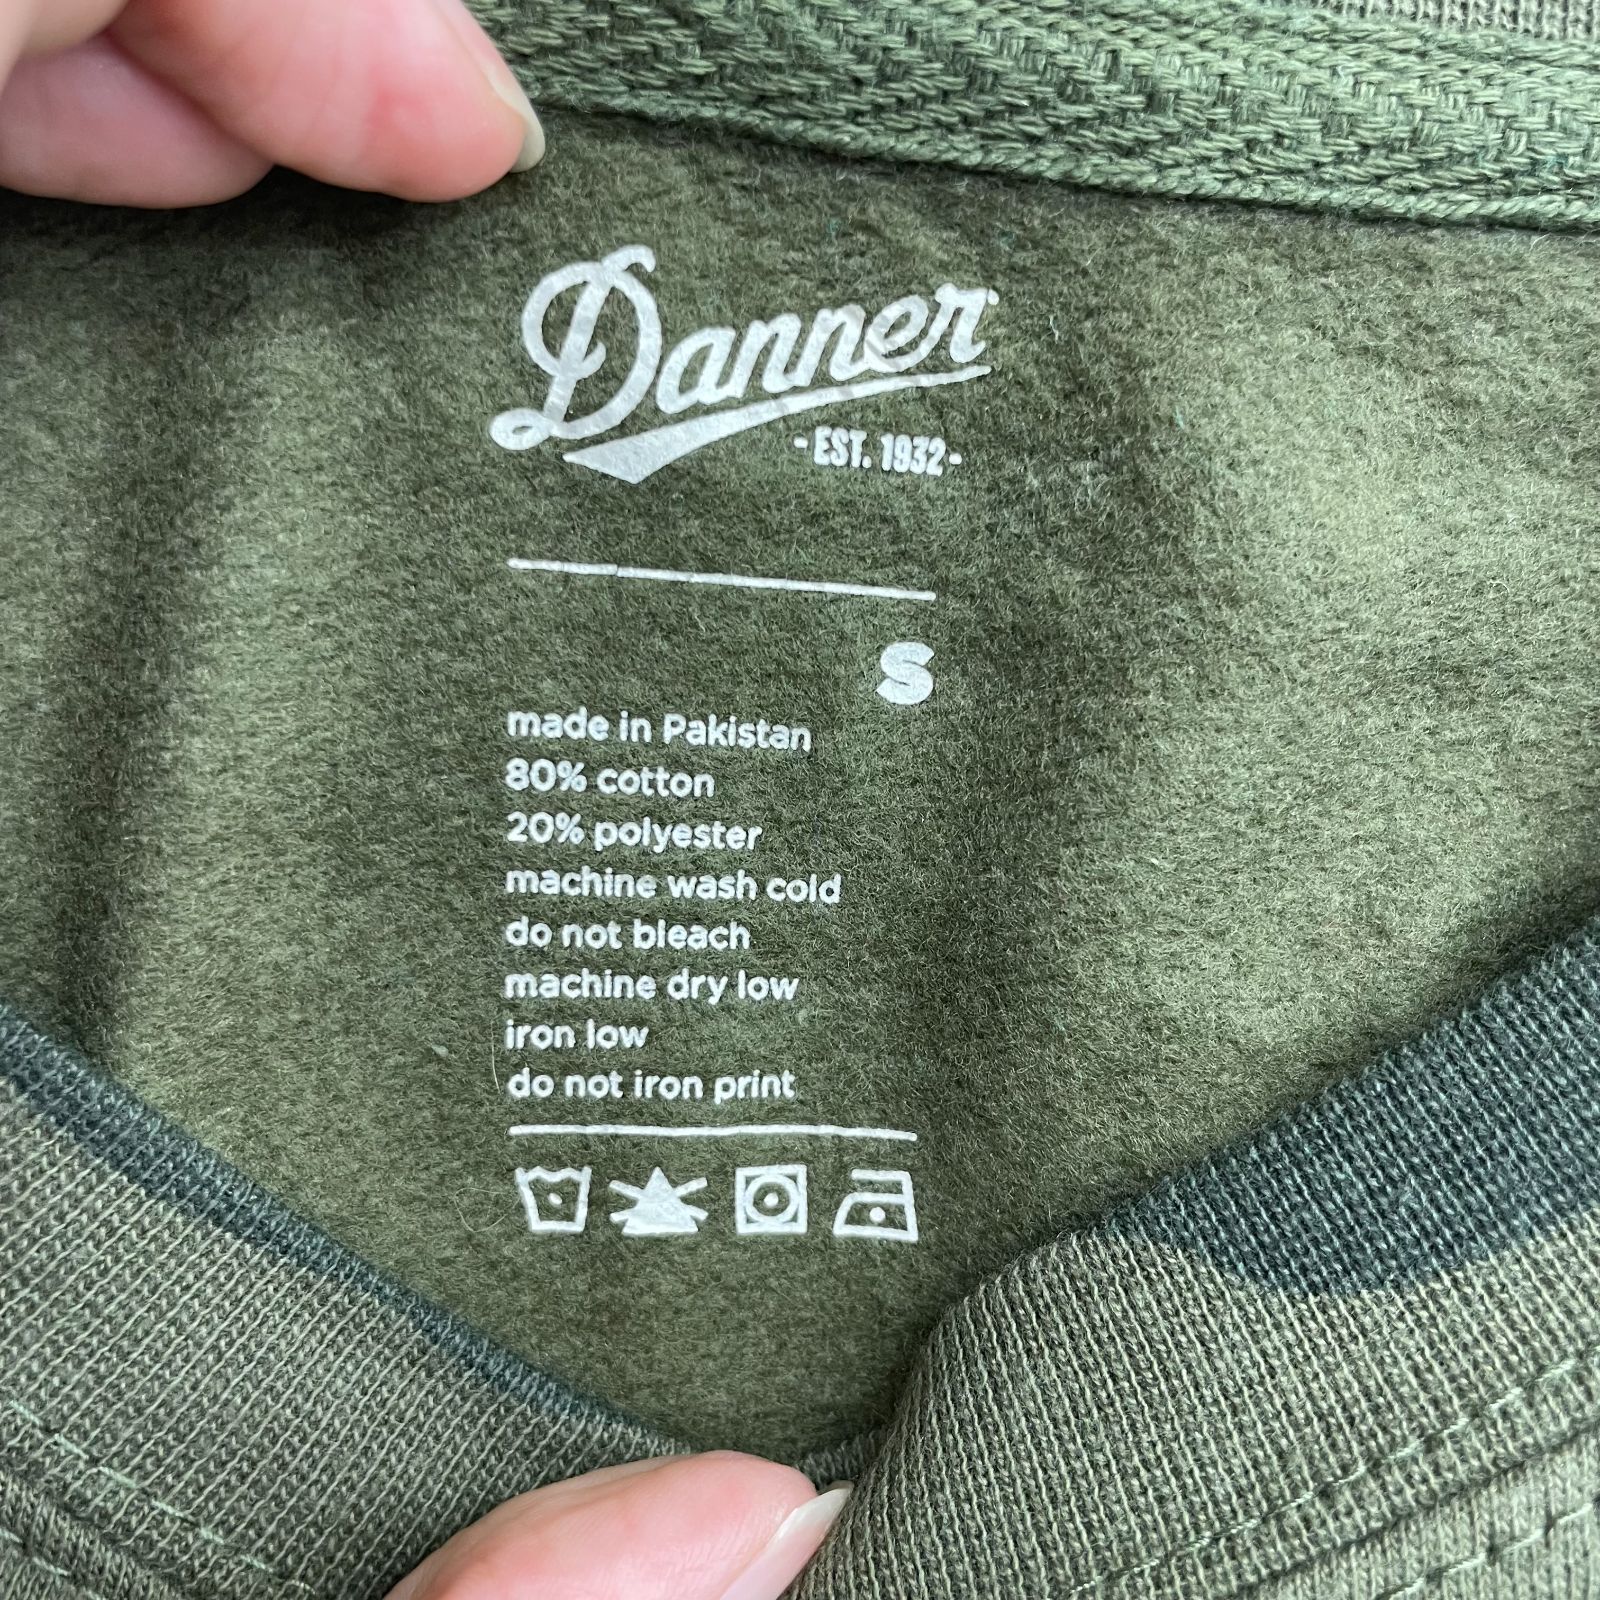 Danner
-EST. 1932-
S
made in Pakistan
80% cotton
20% polyester
machine wash cold
do not bleach
machine dry low
iron low
do not iron print